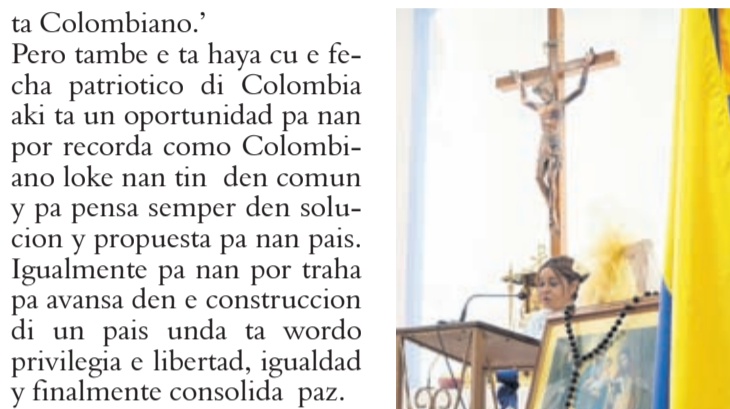 ta Colombiano.’
Pero tambe e ta haya cu e fe-
cha patriotico di Colombia
aki ta un oportunidad pa nan
por recorda como Colombi-
ano loke nan tin den comun
y pa pensa semper den solu-
cion y propuesta pa nan pais.
Igualmente pa nan por traha
pa avansa den e construccion
di un pais unda ta wordo
privilegia e libertad, igualdad
y finalmente consolida paz.